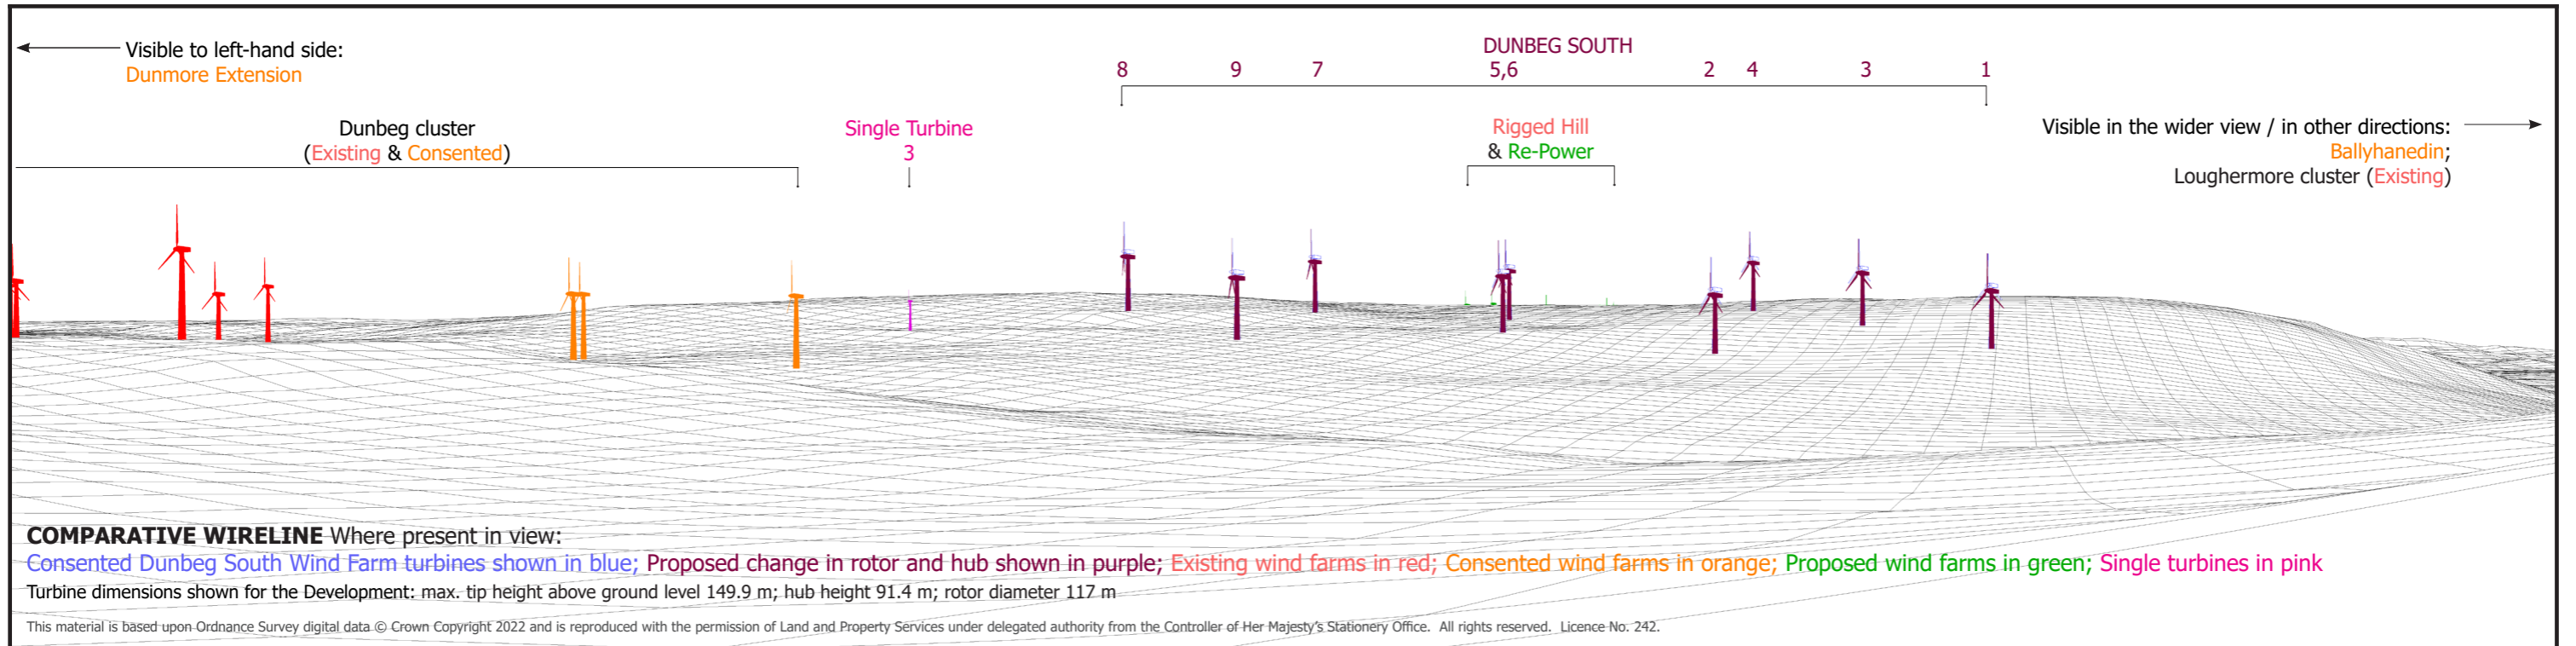 Visible to left-hand side:
Dunmore Extension
DUNBEG SOUTH
8 9 7 5,6 2 4 3 1
Dunbeg cluster
(Existing & Consented)
Single Turbine
3
Rigged Hill
& Re-Power
Visible in the wider view / in other directions:
Ballyhanedin;
Loughermore cluster (Existing)
COMPARATIVE WIRELINE Where present in view:
Consented Dunbeg South Wind Farm turbines shown in blue; Proposed change in rotor and hub shown in purple; Existing wind farms in red; Consented wind farms in orange; Proposed wind farms in green; Single turbines in pink
Turbine dimensions shown for the Development: max. tip height above ground level 149.9 m; hub height 91.4 m; rotor diameter 117 m
This material is based upon Ordnance Survey digital data © Crown Copyright 2022 and is reproduced with the permission of Land and Property Services under delegated authority from the Controller of Her Majesty's Stationery Office. All rights reserved. Licence No. 242.